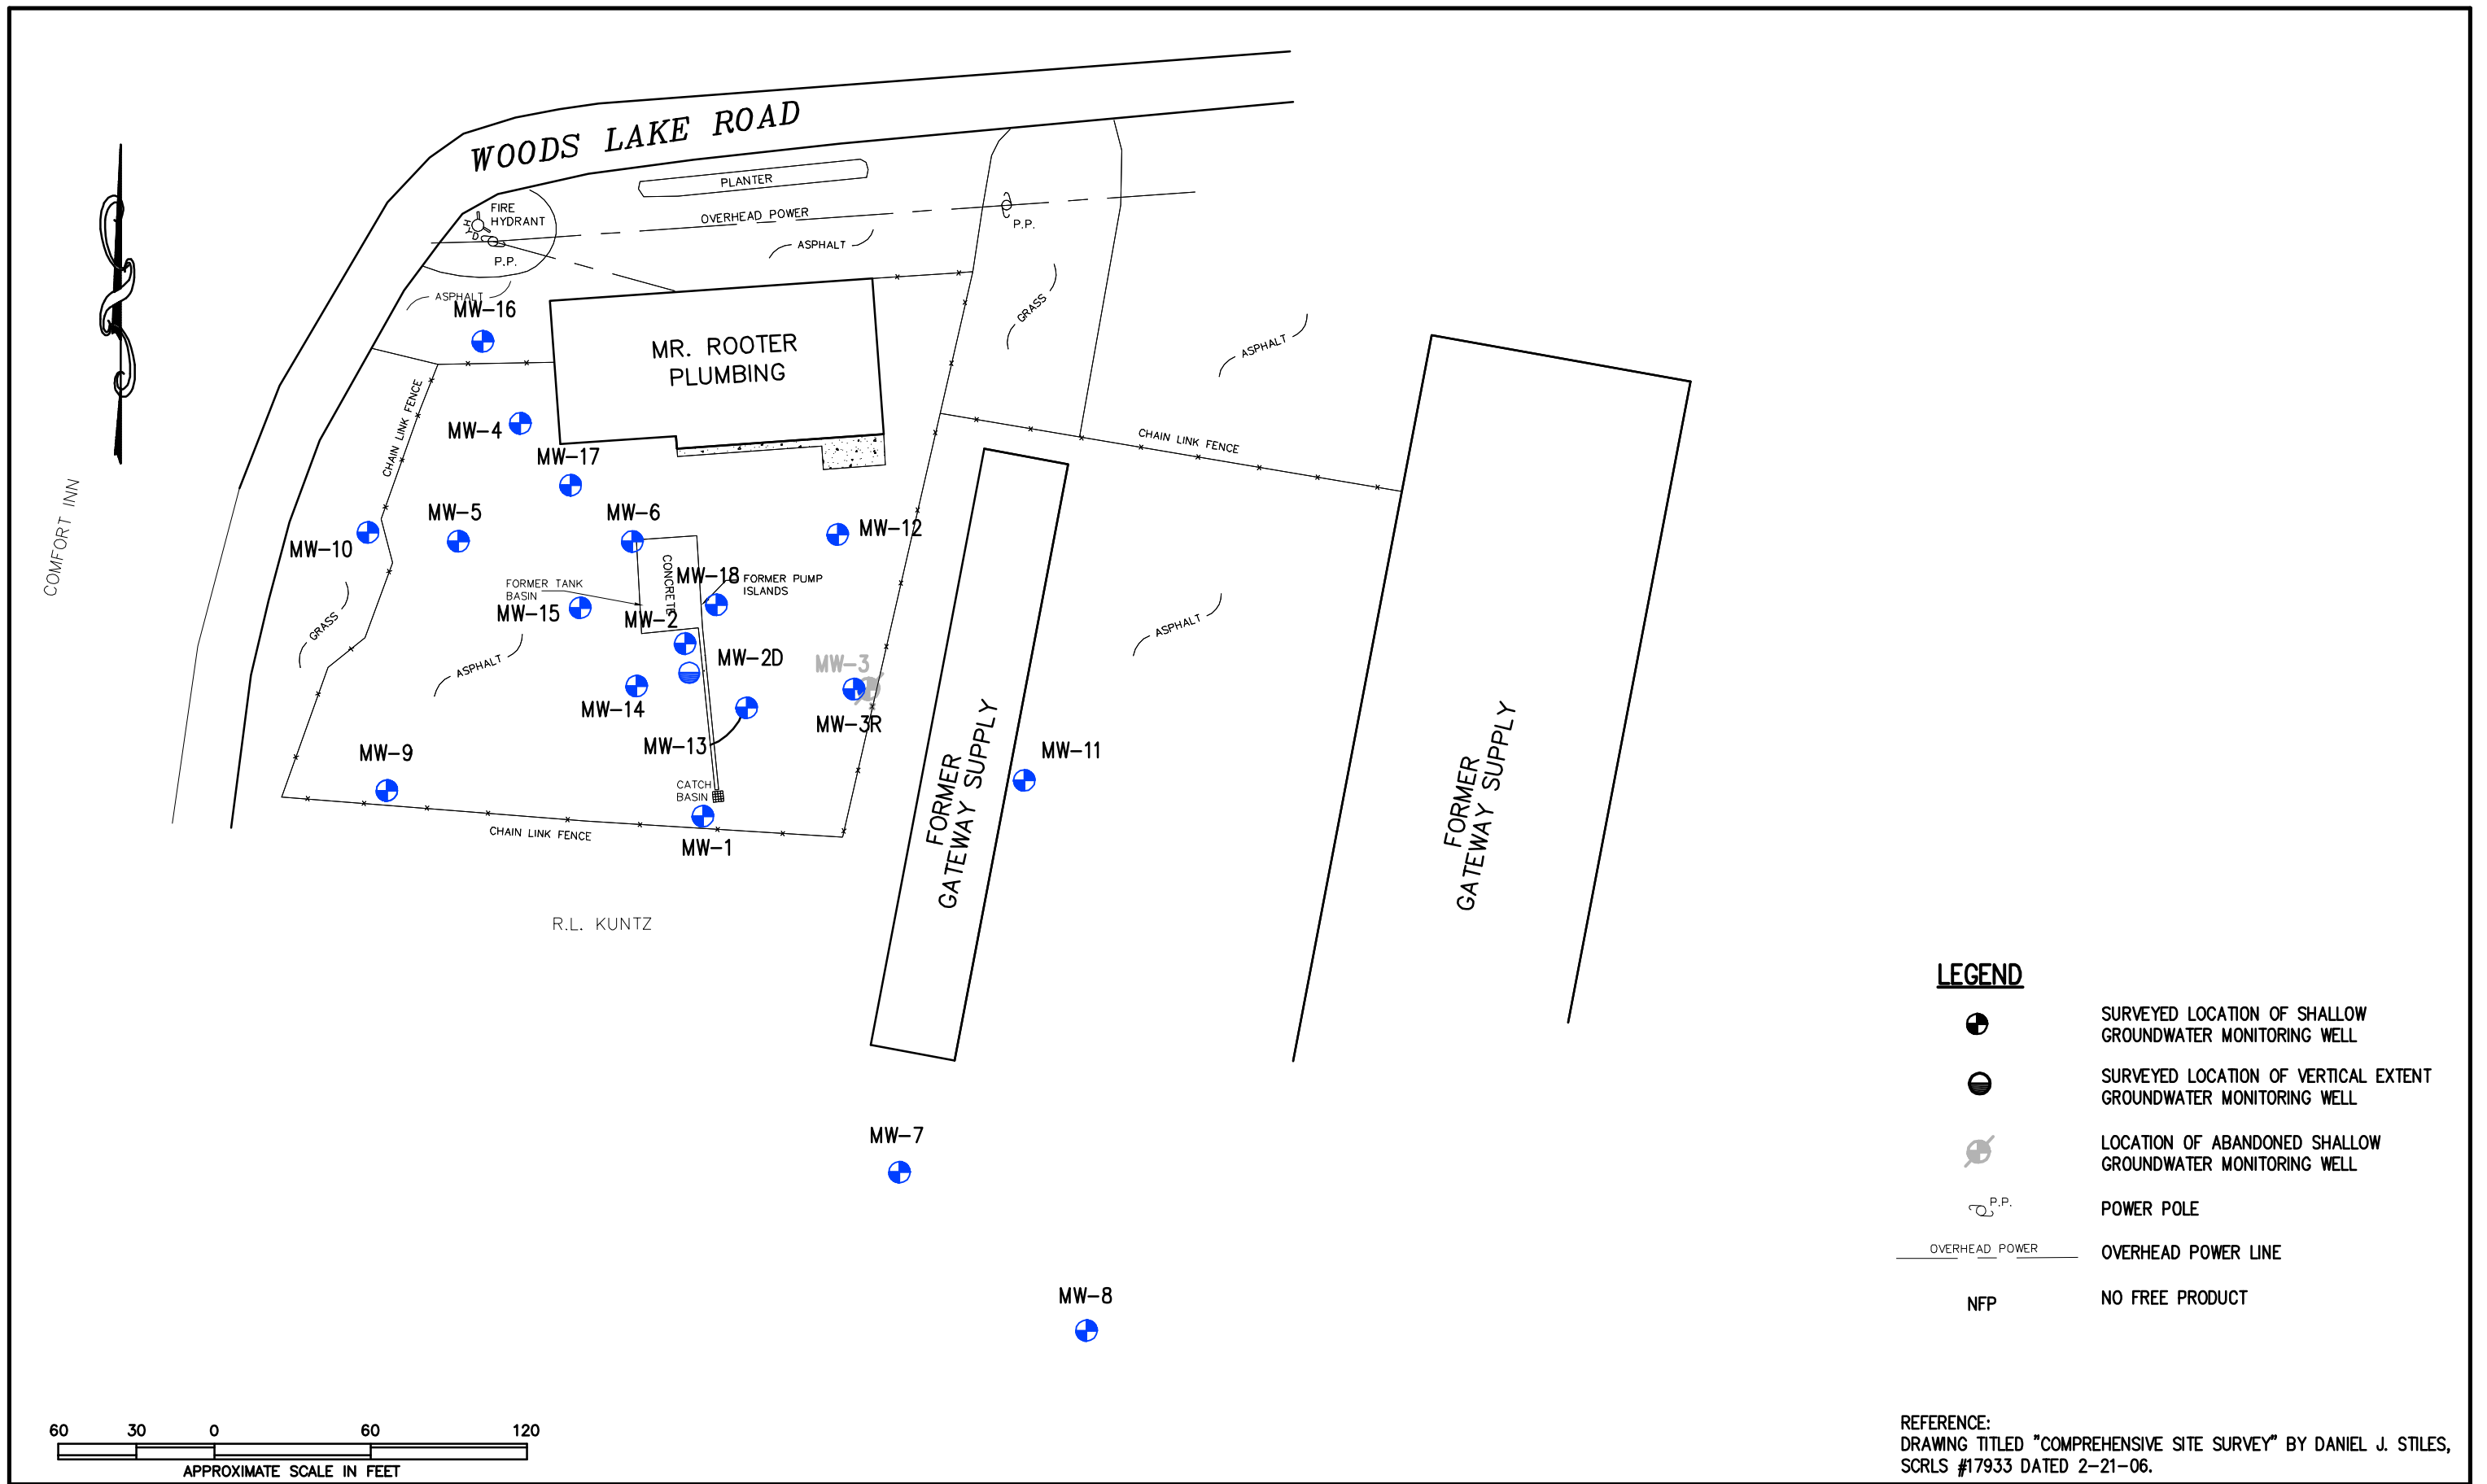 WOODS LAKE ROAD
PLANTER
FIRE
HYDRANT
HYD
OVERHEAD POWER
P.P.
ASPHALT
P.P.
ASPHALT
MW-16
GRASS
MR. ROOTER
PLUMBING
ASPHALT
CHAIN LINK FENCE
MW-4
CHAIN LINK FENCE
MW-17
COMFORT INN
MW-5
MW-6
MW-12
MW-10
CONCRETE
MW-18
FORMER PUMP
ISLANDS
FORMER TANK
BASIN
MW-15
MW-2
GRASS
ASPHALT
ASPHALT
MW-2D
MW-3
MW-14
MW-3R
MW-13
MW-9
MW-11
CATCH
BASIN
FORMER
GATEWAY SUPPLY
FORMER
GATEWAY SUPPLY
CHAIN LINK FENCE
MW-1
R.L. KUNTZ
MW-7
MW-8
LEGEND
SURVEYED LOCATION OF SHALLOW
GROUNDWATER MONITORING WELL
SURVEYED LOCATION OF VERTICAL EXTENT
GROUNDWATER MONITORING WELL
LOCATION OF ABANDONED SHALLOW
GROUNDWATER MONITORING WELL
P.P.
POWER POLE
OVERHEAD POWER
OVERHEAD POWER LINE
NFP
NO FREE PRODUCT
60 30 0 60 120
APPROXIMATE SCALE IN FEET
REFERENCE:
DRAWING TITLED "COMPREHENSIVE SITE SURVEY" BY DANIEL J. STILES,
SCRLS #17933 DATED 2-21-06.